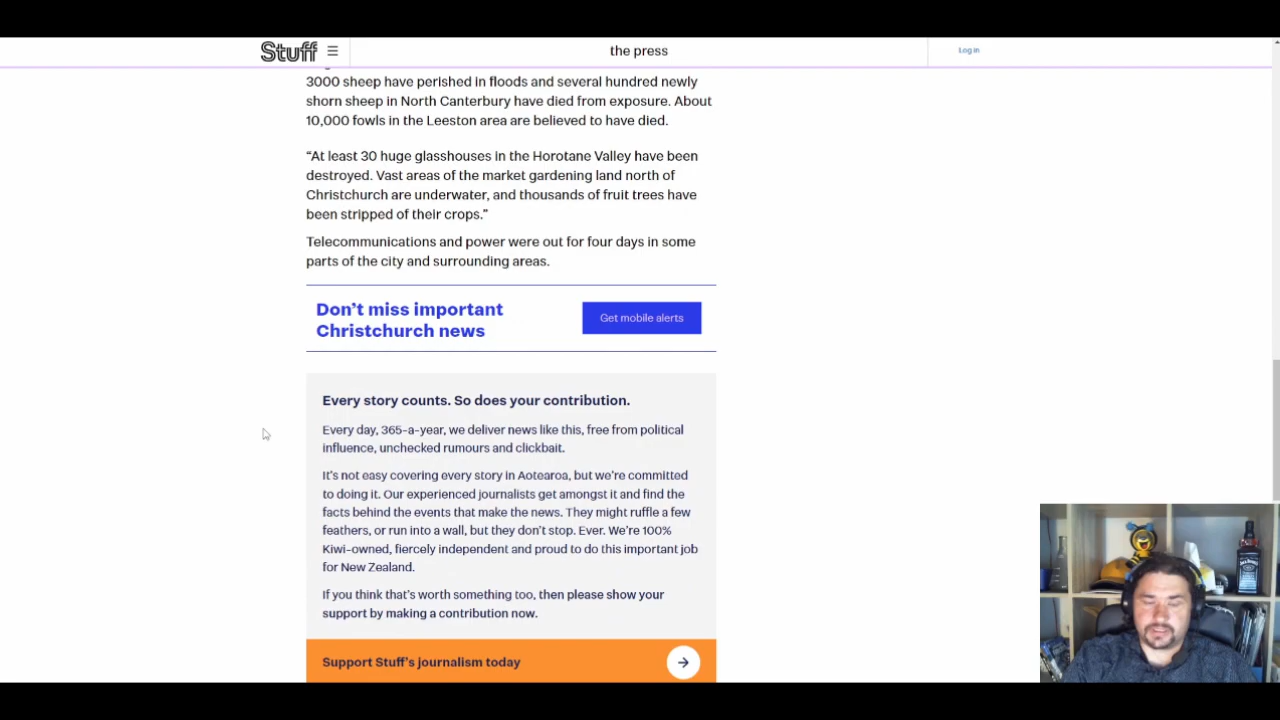 Stuff
the press
Log in
3000 sheep have perished in floods and several hundred newly
shorn sheep in North Canterbury have died from exposure. About
10,000 fowls in the Leeston area are believed to have died.
“At least 30 huge glasshouses in the Horotane Valley have been
destroyed. Vast areas of the market gardening land north of
Christchurch are underwater, and thousands of fruit trees have
been stripped of their crops.”
Telecommunications and power were out for four days in some
parts of the city and surrounding areas.
Don’t miss important
Christchurch news
Get mobile alerts
Every story counts. So does your contribution.
Every day, 365-a-year, we deliver news like this, free from political
influence, unchecked rumours and clickbait.
It’s not easy covering every story in Aotearoa, but we’re committed
to doing it. Our experienced journalists get amongst it and find the
facts behind the events that make the news. They might ruffle a few
feathers, or run into a wall, but they don’t stop. Ever. We’re 100%
Kiwi-owned, fiercely independent and proud to do this important job
for New Zealand.
If you think that’s worth something too, then please show your
support by making a contribution now.
Support Stuff’s journalism today